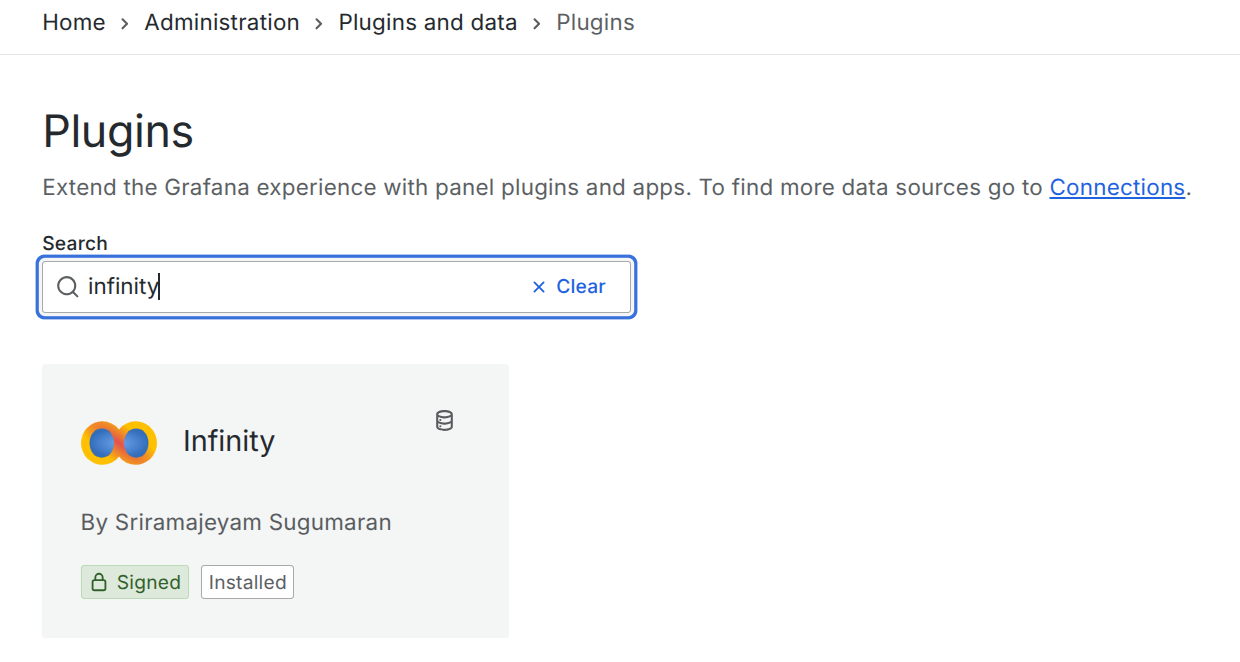 Home > Administration > Plugins and data > Plugins
Plugins
Extend the Grafana experience with panel plugins and apps. To find more data sources go to Connections.
Search
infinity × Clear
Infinity
By Sriramajeyam Sugumaran
Signed Installed